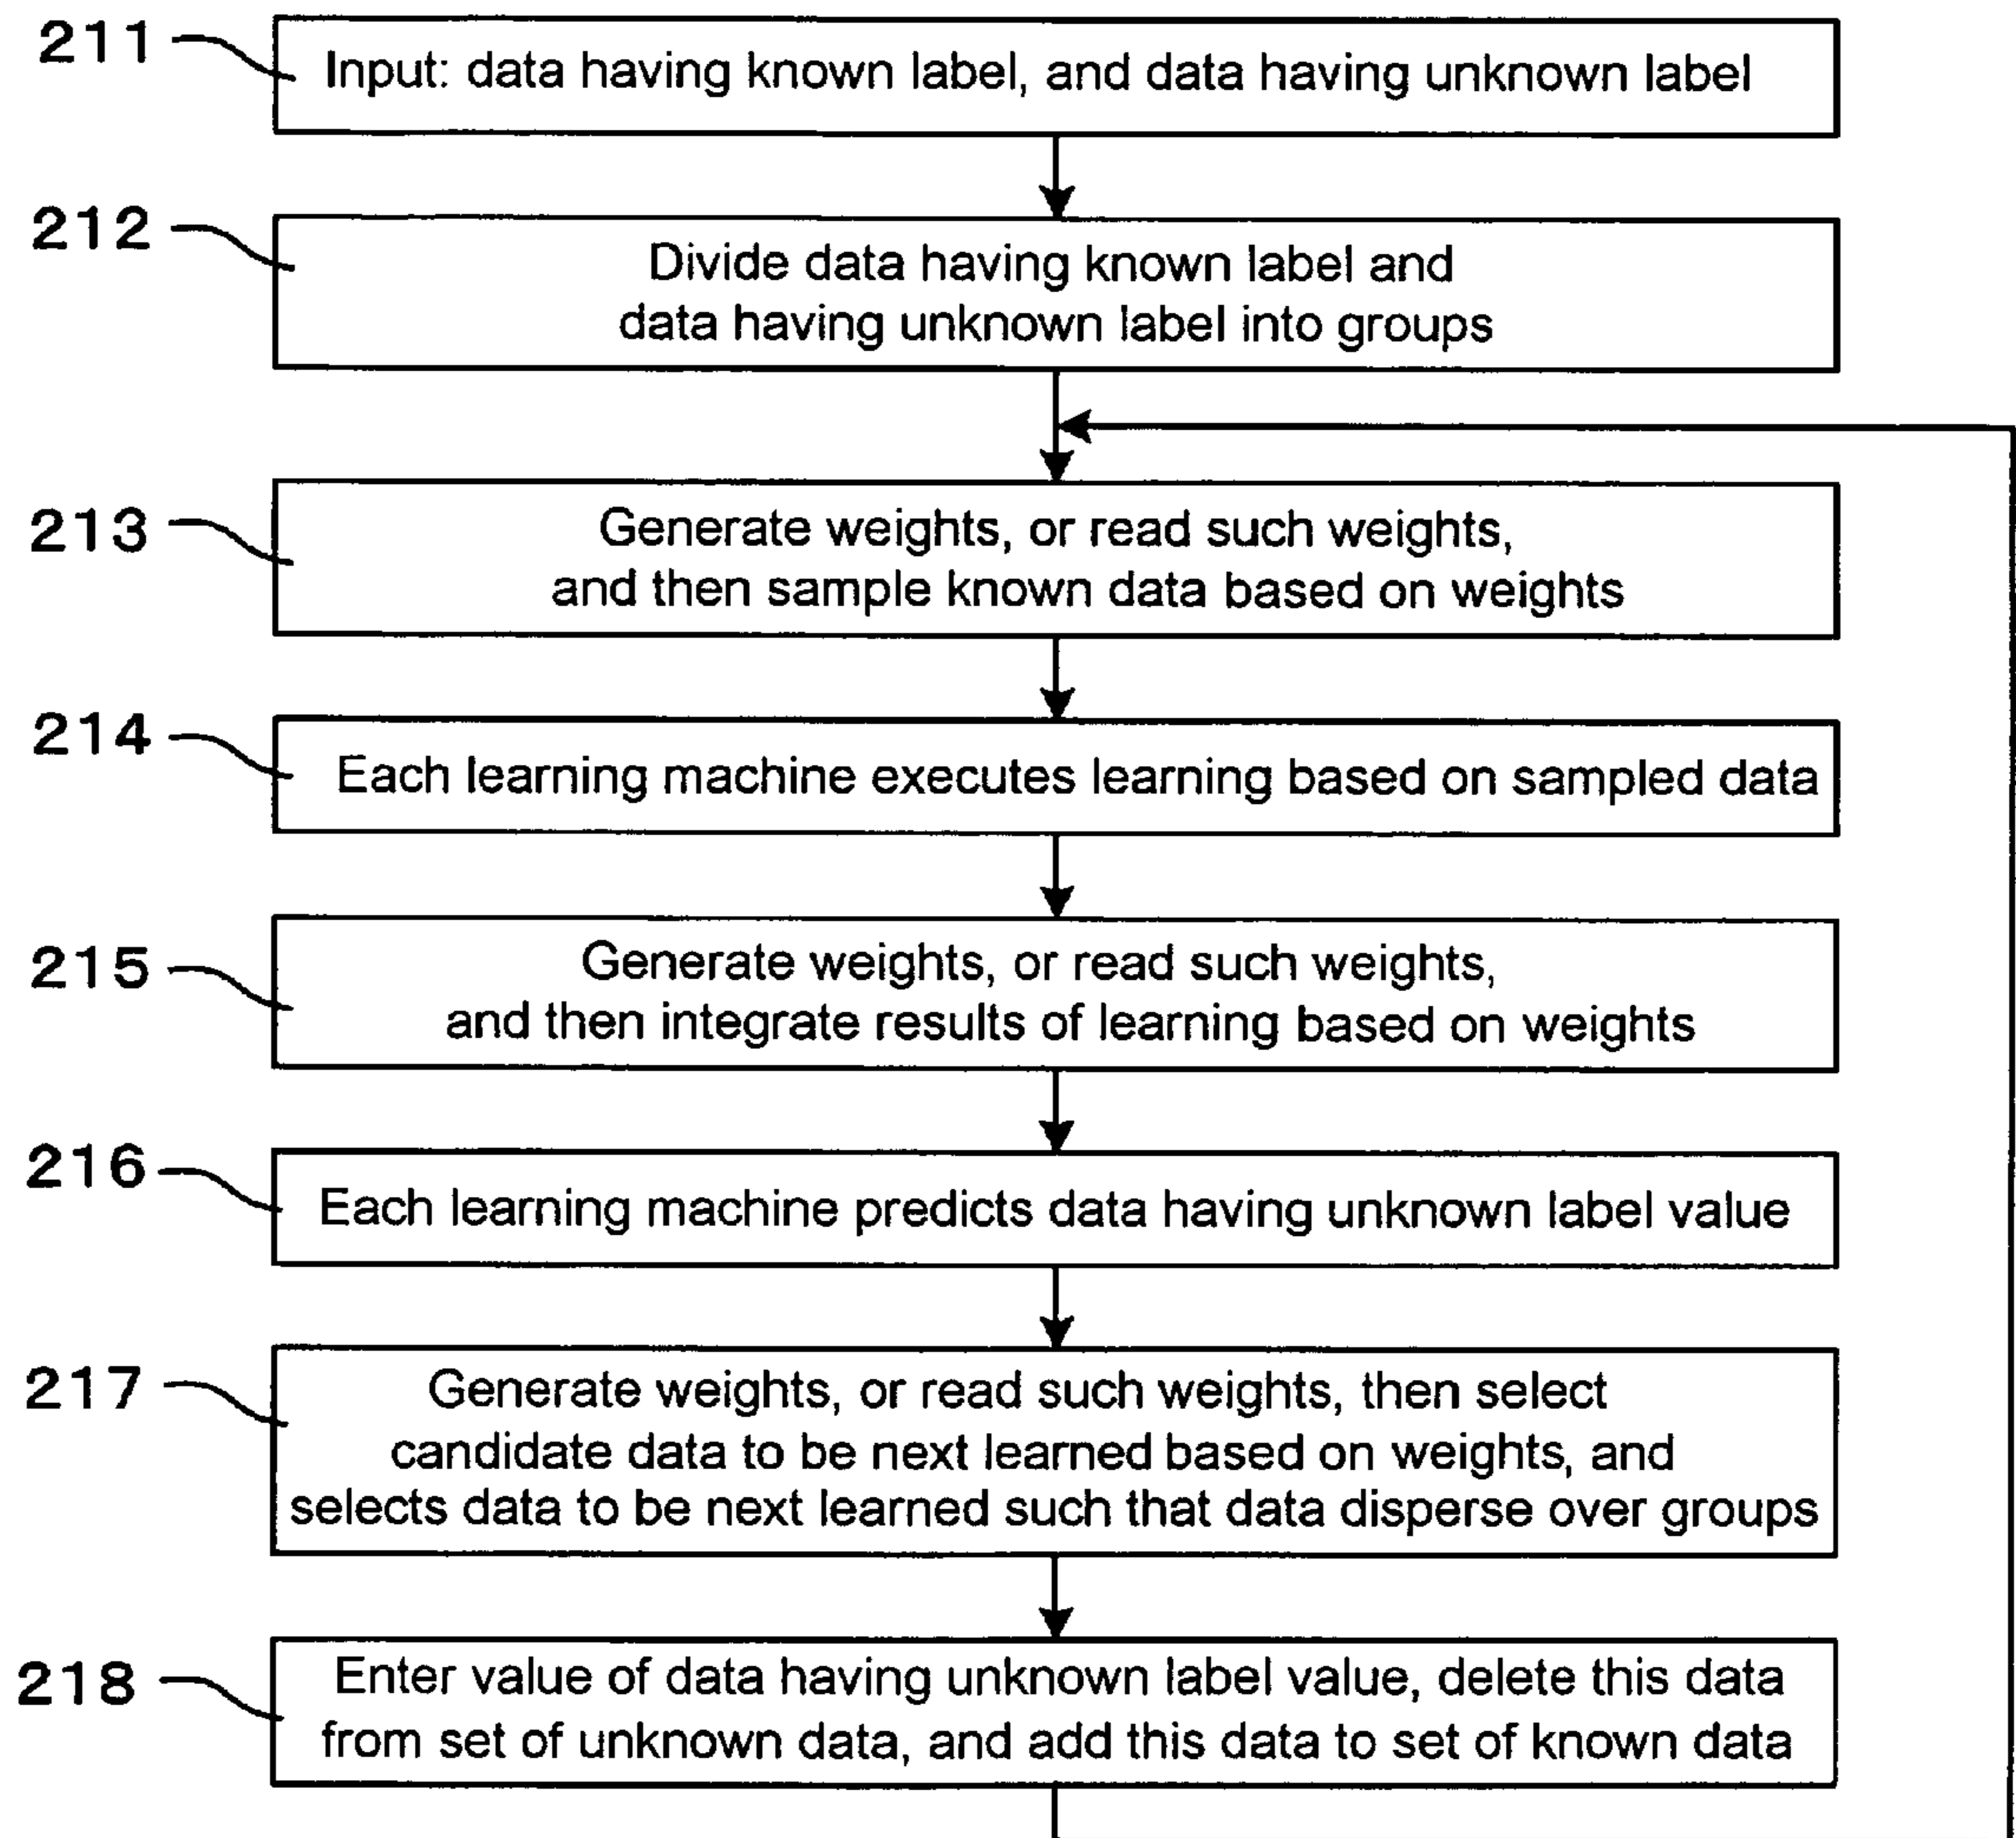 211
Input: data having known label, and data having unknown label
212
Divide data having known label and
data having unknown label into groups
213
Generate weights, or read such weights,
and then sample known data based on weights
214
Each learning machine executes learning based on sampled data
215
Generate weights, or read such weights,
and then integrate results of learning based on weights
216
Each learning machine predicts data having unknown label value
217
Generate weights, or read such weights, then select
candidate data to be next learned based on weights, and
selects data to be next learned such that data disperse over groups
218
Enter value of data having unknown label value, delete this data
from set of unknown data, and add this data to set of known data